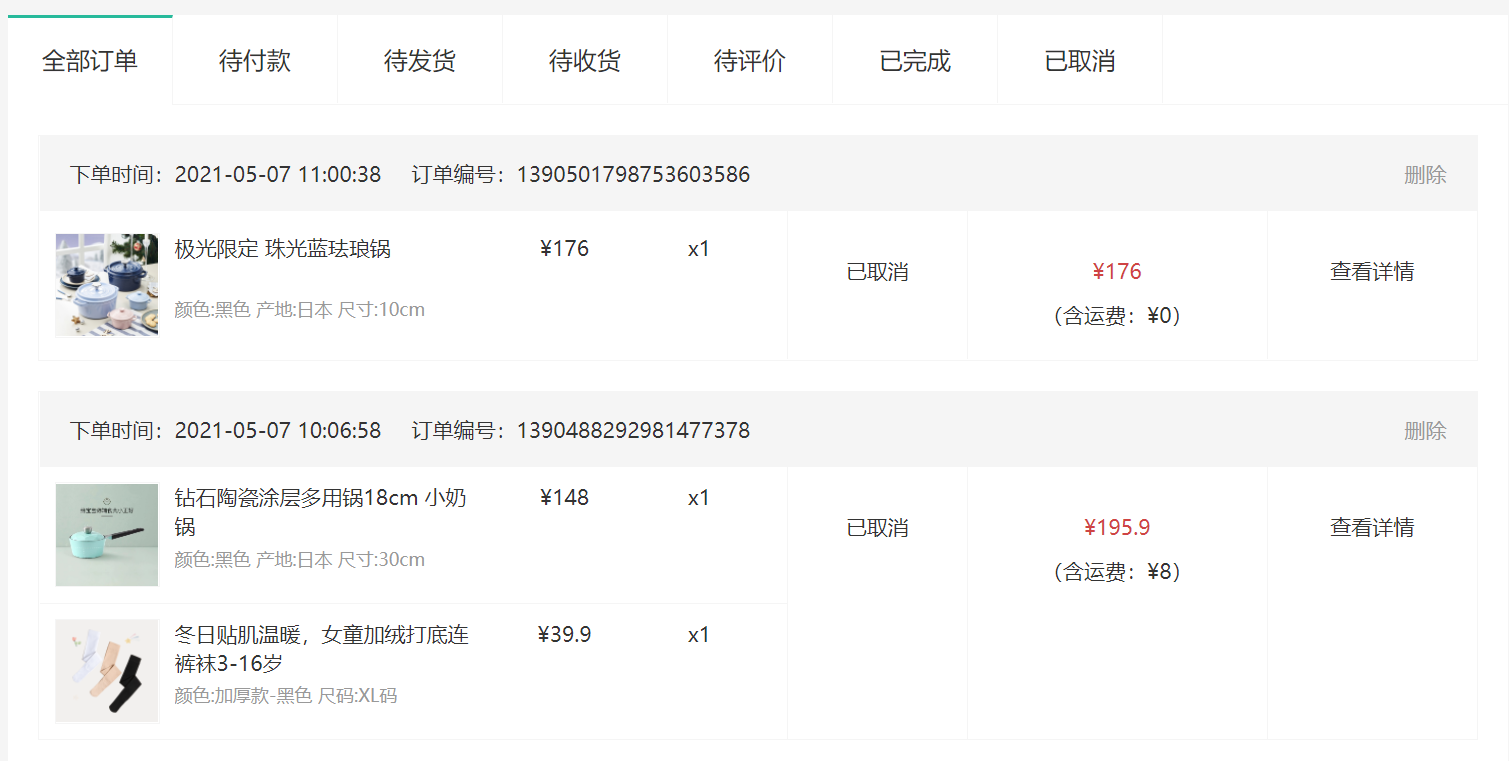 全部订单 待付款 待发货 待收货 待评价 已完成 已取消
下单时间：2021-05-07 11:00:38 订单编号：1390501798753603586 删除
极光限定 珠光蓝珐琅锅 ¥176 x1
已取消 ¥176 查看详情
颜色:黑色 产地:日本 尺寸:10cm
（含运费：¥0）
下单时间：2021-05-07 10:06:58 订单编号：1390488292981477378 删除
钻石陶瓷涂层多用锅18cm 小奶 ¥148 x1
锅
已取消 ¥195.9 查看详情
颜色:黑色 产地:日本 尺寸:30cm
（含运费：¥8）
冬日贴肌温暖，女童加绒打底连 ¥39.9 x1
裤袜3-16岁
颜色:加厚款-黑色 尺码:XL码